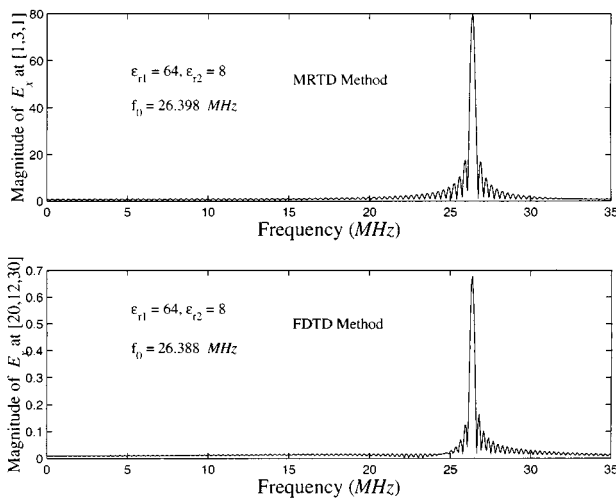 80
60
40
20
0
Magnitude of E_x at [1,3,1]
ε_r1 = 64, ε_r2 = 8
f_0 = 26.398 MHz
MRTD Method
0 5 10 15 20 25 30 35
Frequency (MHz)
0.7
0.6
0.5
0.4
0.3
0.2
0.1
0
Magnitude of E at [20,12,30]
ε_r1 = 64, ε_r2 = 8
f_0 = 26.388 MHz
FDTD Method
0 5 10 15 20 25 30 35
Frequency (MHz)